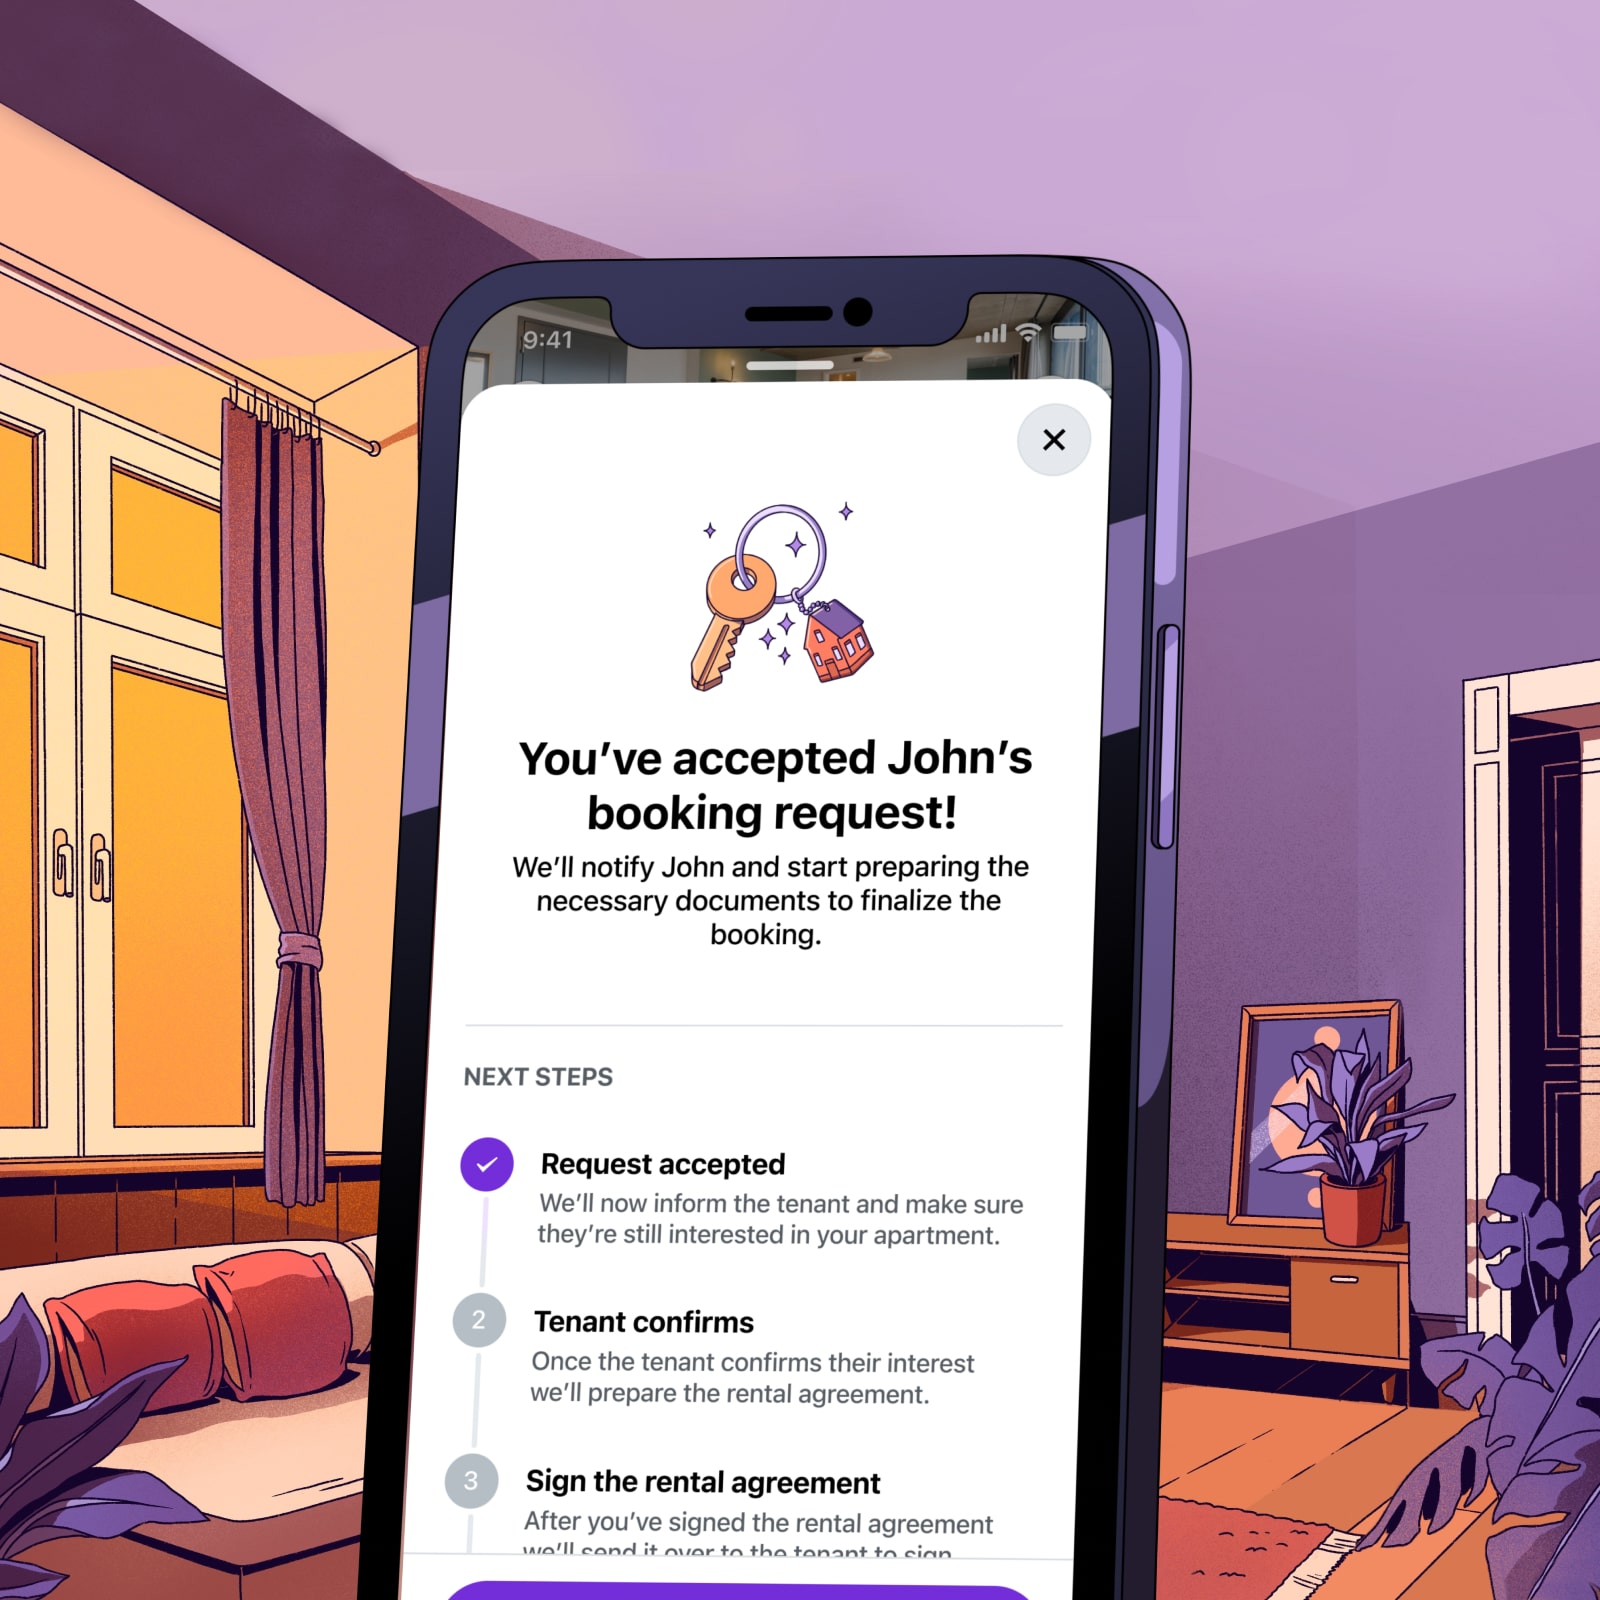 9:41
You’ve accepted John’s
booking request!
We’ll notify John and start preparing the
necessary documents to finalize the
booking.
NEXT STEPS
Request accepted
We’ll now inform the tenant and make sure
they’re still interested in your apartment.
2
Tenant confirms
Once the tenant confirms their interest
we’ll prepare the rental agreement.
3
Sign the rental agreement
After you’ve signed the rental agreement
we’ll send it over to the tenant to sign